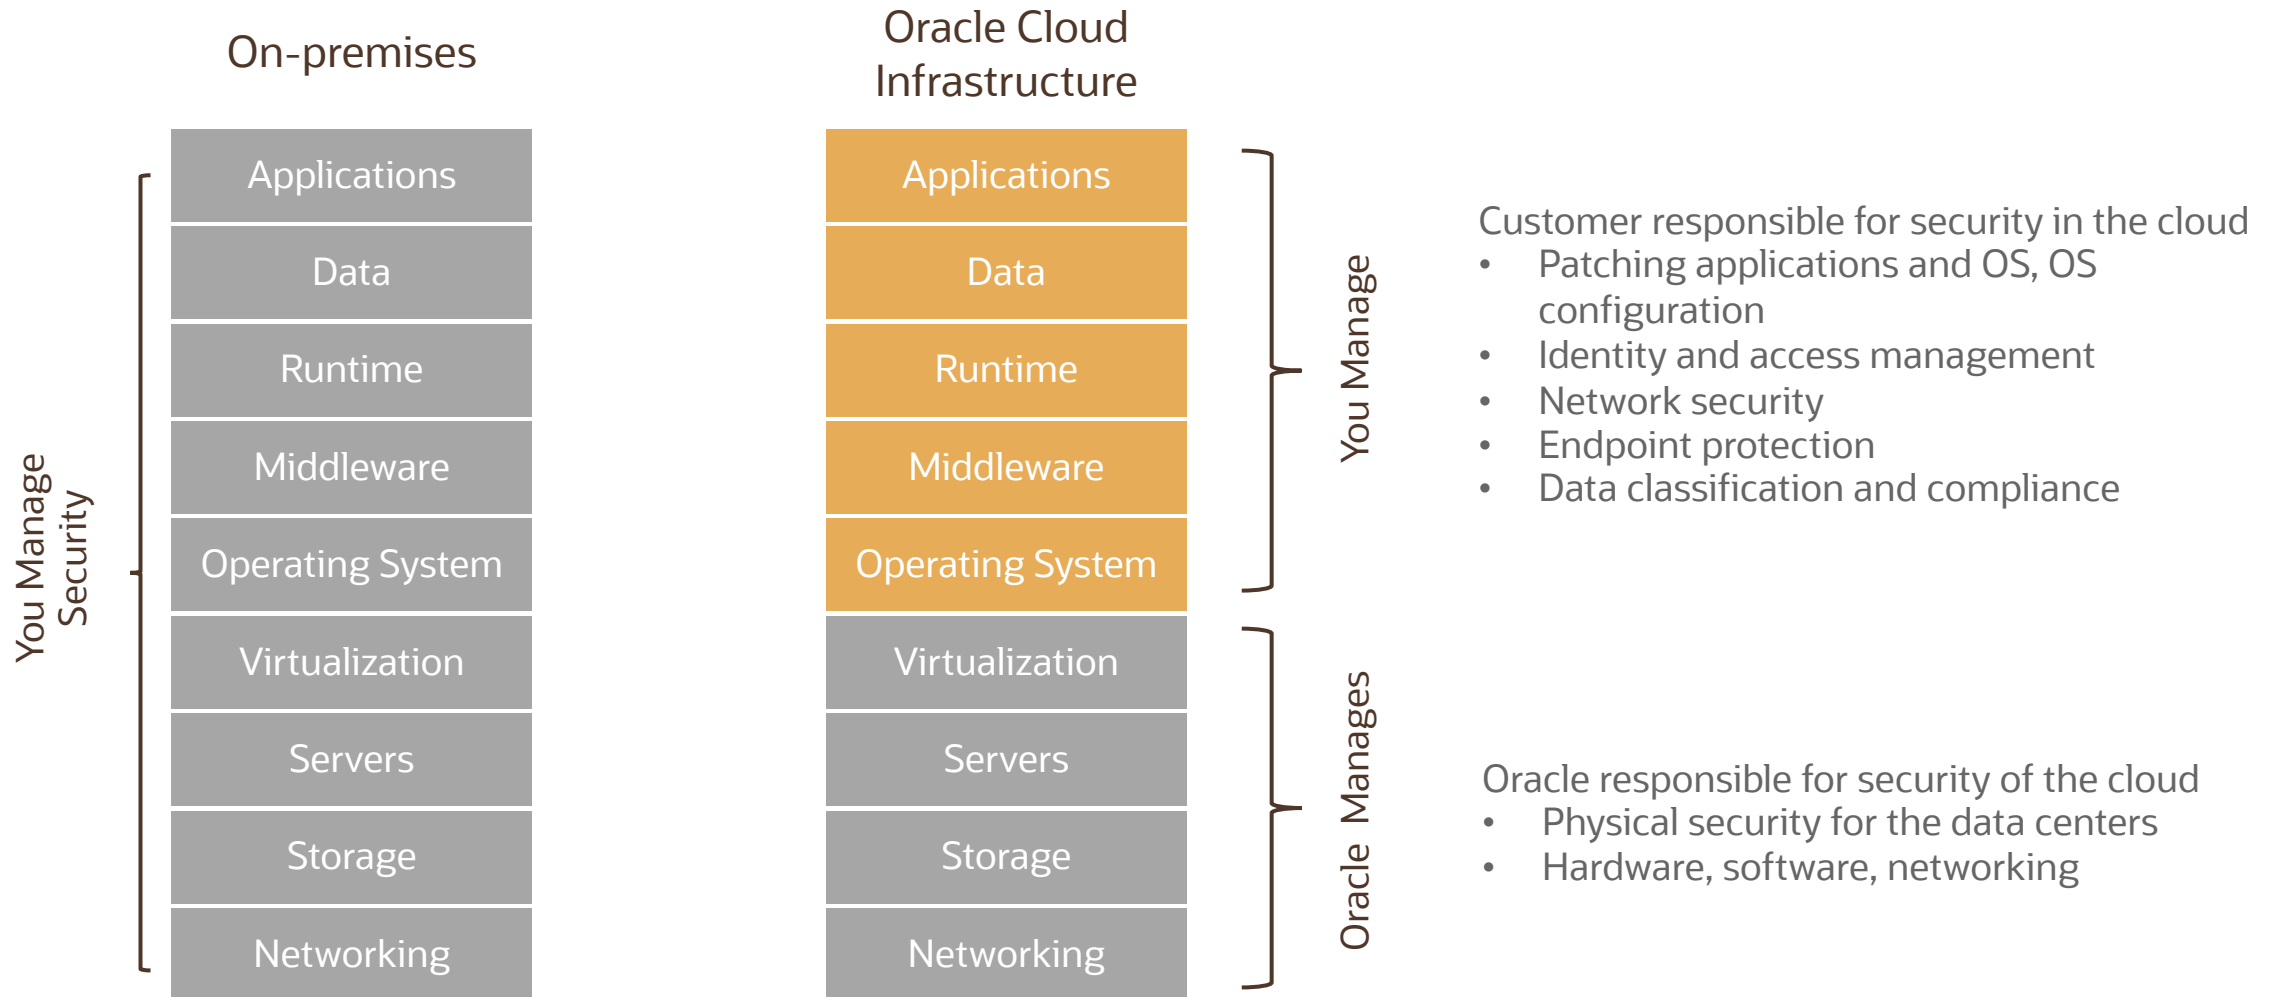 On-premises
You Manage
Security
Applications
Data
Runtime
Middleware
Operating System
Virtualization
Servers
Storage
Networking
Oracle Cloud
Infrastructure
Applications
Data
Runtime
Middleware
Operating System
Virtualization
Servers
Storage
Networking
You Manage
Customer responsible for security in the cloud
• Patching applications and OS, OS
configuration
• Identity and access management
• Network security
• Endpoint protection
• Data classification and compliance
Oracle Manages
Oracle responsible for security of the cloud
• Physical security for the data centers
• Hardware, software, networking